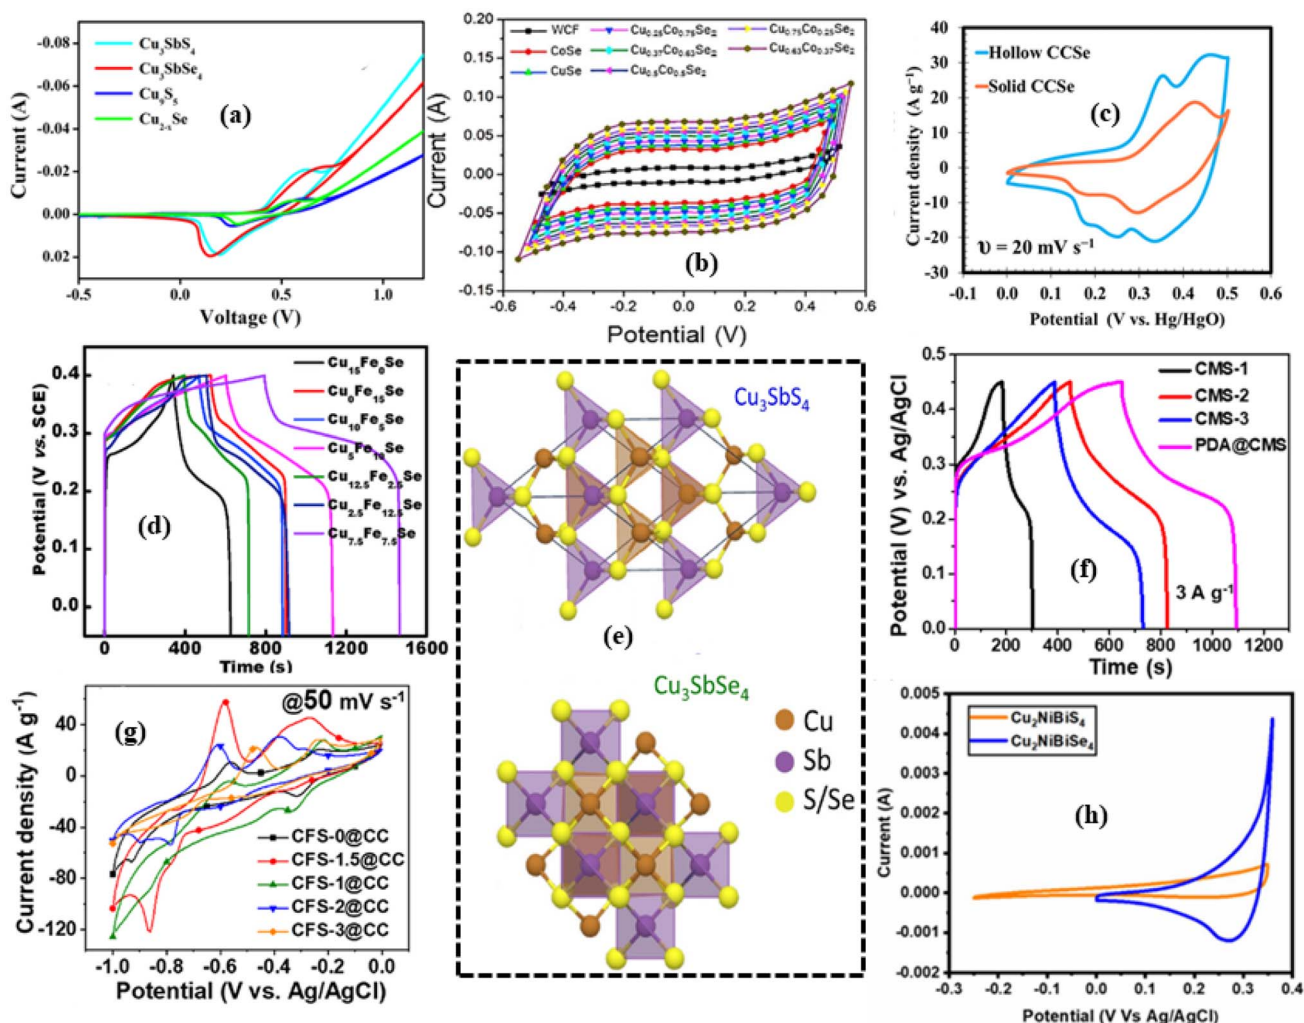 -0.08
-0.06
-0.04
-0.02
0.00
0.02
Current (A)
Cu₃SbS₄
Cu₃SbSe₄
Cu₉S₅
Cu₂₋ₓSe
(a)
-0.5
0.0
0.5
1.0
Voltage (V)
0.20
0.15
0.10
0.05
0.00
-0.05
-0.10
-0.15
Current (A)
WCF
CoSe
CuSe
Cu₀.₂₅Co₀.₇₅Se₂
Cu₀.₃₇Co₀.₆₃Se₂
Cu₀.₅Co₀.₅Se₂
Cu₀.₇₅Co₀.₂₅Se₂
Cu₀.₆₃Co₀.₃₇Se₂
(b)
-0.6
-0.4
-0.2
0.0
0.2
0.4
0.6
Potential (V)
40
30
20
10
0
-10
-20
-30
Current density (A g⁻¹)
Hollow CCSe
Solid CCSe
(c)
υ = 20 mV s⁻¹
-0.1
0.0
0.1
0.2
0.3
0.4
0.5
0.6
Potential (V vs. Hg/HgO)
0.4
0.3
0.2
0.1
0.0
Potential (V vs. SCE)
Cu₁₅Fe₀Se
Cu₀Fe₁₅Se
Cu₁₀Fe₅Se
Cu₅Fe₁₀Se
Cu₁₂.₅Fe₂.₅Se
Cu₂.₅Fe₁₂.₅Se
Cu₇.₅Fe₇.₅Se
(d)
0
400
800
1200
1600
Time (s)
Cu₃SbS₄
(e)
Cu₃SbSe₄
Cu
Sb
S/Se
0.5
0.4
0.3
0.2
0.1
0.0
Potential (V) vs. Ag/AgCl
CMS-1
CMS-2
CMS-3
PDA@CMS
(f)
3 A g⁻¹
0
200
400
600
800
1000
1200
Time (s)
@50 mV s⁻¹
(g)
40
0
-40
-80
-120
Current density (A g⁻¹)
CFS-0@CC
CFS-1.5@CC
CFS-1@CC
CFS-2@CC
CFS-3@CC
-1.0
-0.8
-0.6
-0.4
-0.2
0.0
Potential (V vs. Ag/AgCl)
0.005
0.004
0.003
0.002
0.001
0.000
-0.001
-0.002
Current (A)
Cu₂NiBiS₄
Cu₂NiBiSe₄
(h)
-0.3
-0.2
-0.1
0.0
0.1
0.2
0.3
0.4
Potential (V Vs Ag/AgCl)